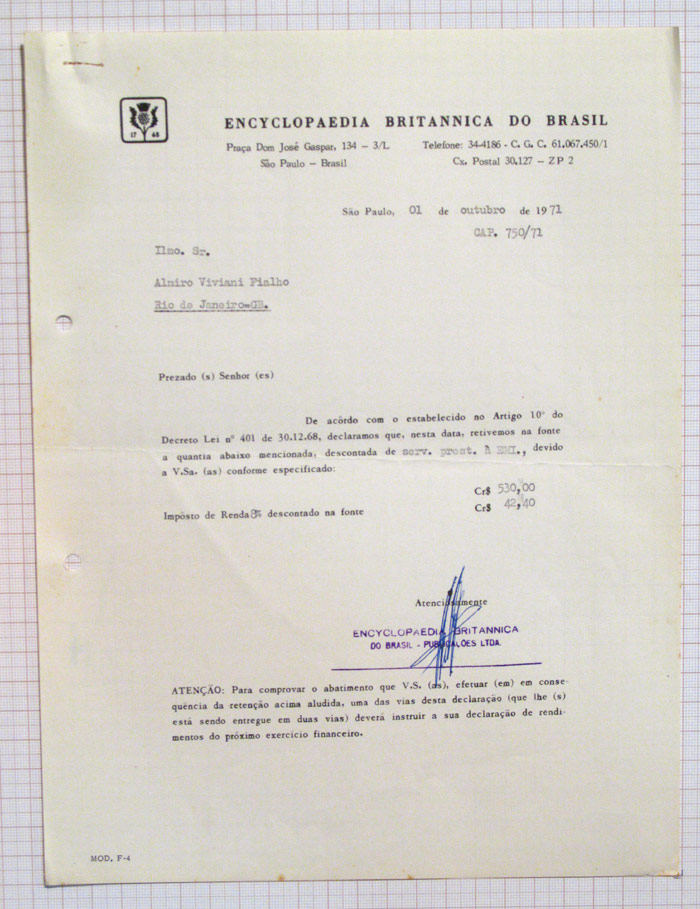 17 68
ENCYCLOPAEDIA BRITANNICA DO BRASIL
Praça Dom José Gaspar, 134 – 3/L Telefone: 34-4186 - C. G. C. 61.067.450/1
São Paulo – Brasil Cx. Postal 30.127 – ZP 2
São Paulo, 01 de outubro de 1971
CAP. 750/71
Ilmo. Sr.
Almiro Viviani Fialho
Rio de Janeiro-GB.
Prezado (s) Senhor (es)
De acôrdo com o estabelecido no Artigo 10° do
Decreto Lei n° 401 de 30.12.68, declaramos que, nesta data, retivemos na fonte
a quantia abaixo mencionada, descontada de serv. prest. à , devido
a V.Sa. (as) conforme especificado:
Cr$ 530,00
Impôsto de Renda 8% descontado na fonte Cr$ 42,40
Atenciosamente
ENCYCLOPAEDIA BRITANNICA
DO BRASIL - PUBLICAÇÕES LTDA.
ATENÇÃO: Para comprovar o abatimento que V.S. (as), efetuar (em) em conse-
quência da retenção acima aludida, uma das vias desta declaração (que lhe (s)
está sendo entregue em duas vias) deverá instruir a sua declaração de rendi-
mentos do próximo exercício financeiro.
MOD. F-4